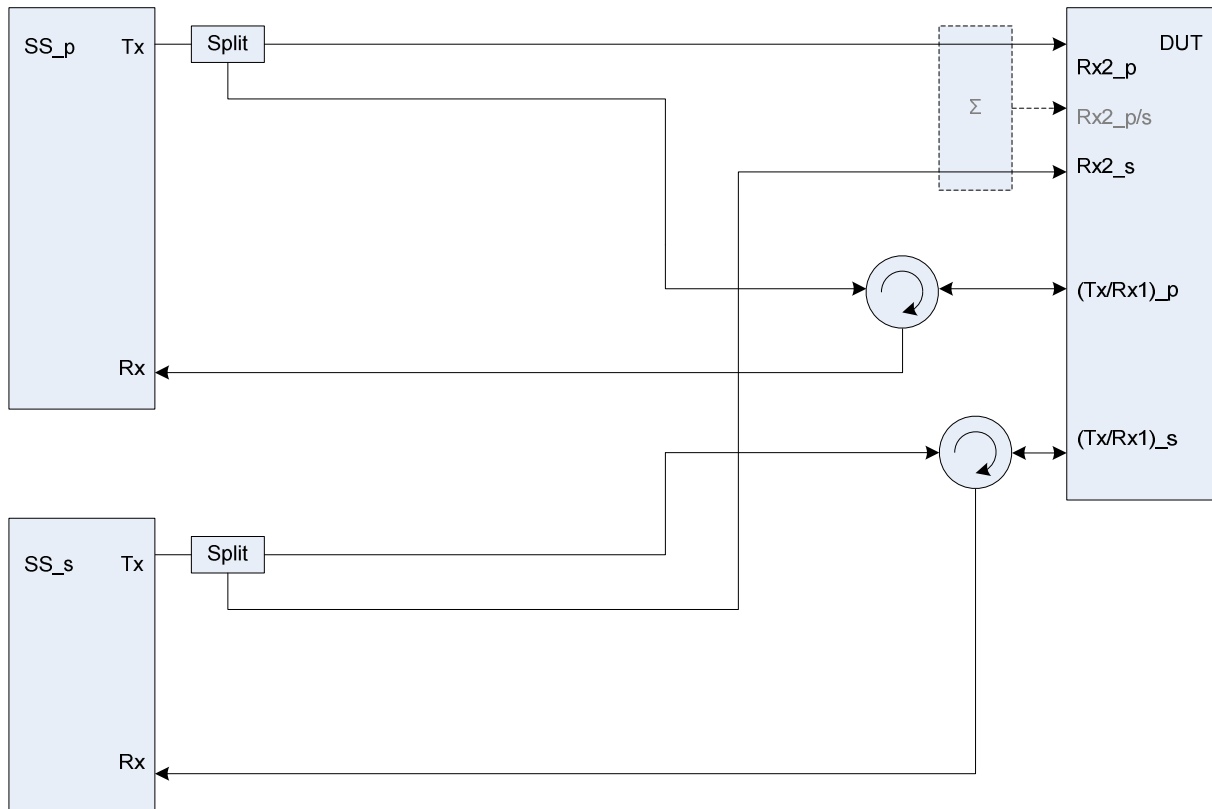 SS_p
Tx
Split
DUT
Rx2_p
Σ
Rx2_p/s
Rx2_s
(Tx/Rx1)_p
Rx
(Tx/Rx1)_s
SS_s
Tx
Split
Rx